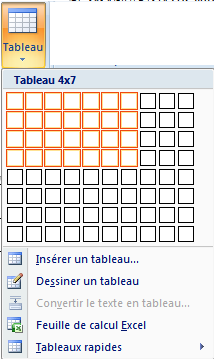 Tableau
Tableau 4x7
Insérer un tableau...
Dessiner un tableau
Convertir le texte en tableau...
Feuille de calcul Excel
Tableaux rapides